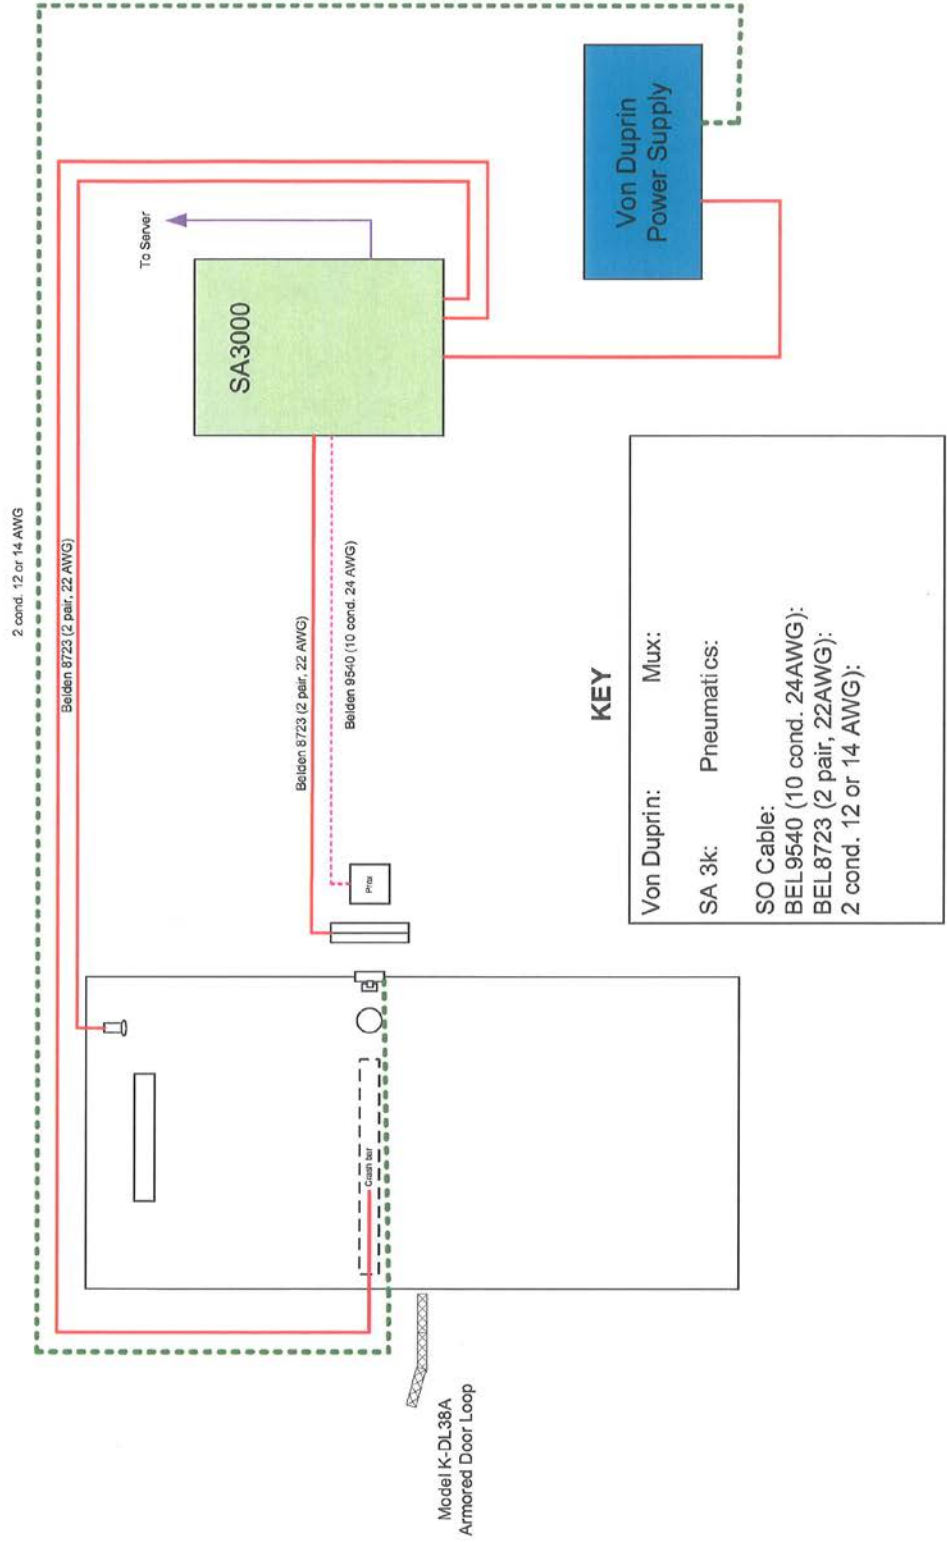 2 cond. 12 or 14 AWG
Belden 8723 (2 pair, 22 AWG)
To Server
SA3000
Von Duprin
Power Supply
Belden 8723 (2 pair, 22 AWG)
Belden 9540 (10 cond. 24 AWG)
Prox
Crash bar
Model K-DL38A
Armored Door Loop
KEY
Von Duprin: Mux:
SA 3k: Pneumatics:
SO Cable:
BEL9540 (10 cond. 24AWG):
BEL8723 (2 pair, 22AWG):
2 cond. 12 or 14 AWG):